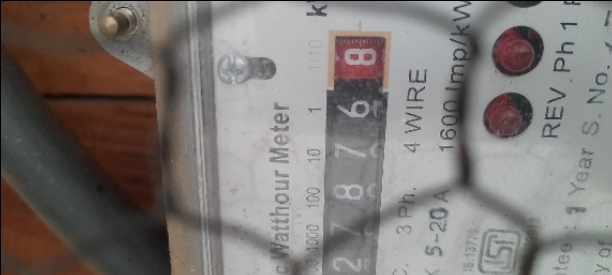 k
1/10
1
10
100
1000
2 7 8 7 6 8
c Watthour Meter
3 Ph. 4 WIRE
5-20A 1600 Imp/kW
REV. Ph 1
Year S. No.
ISI